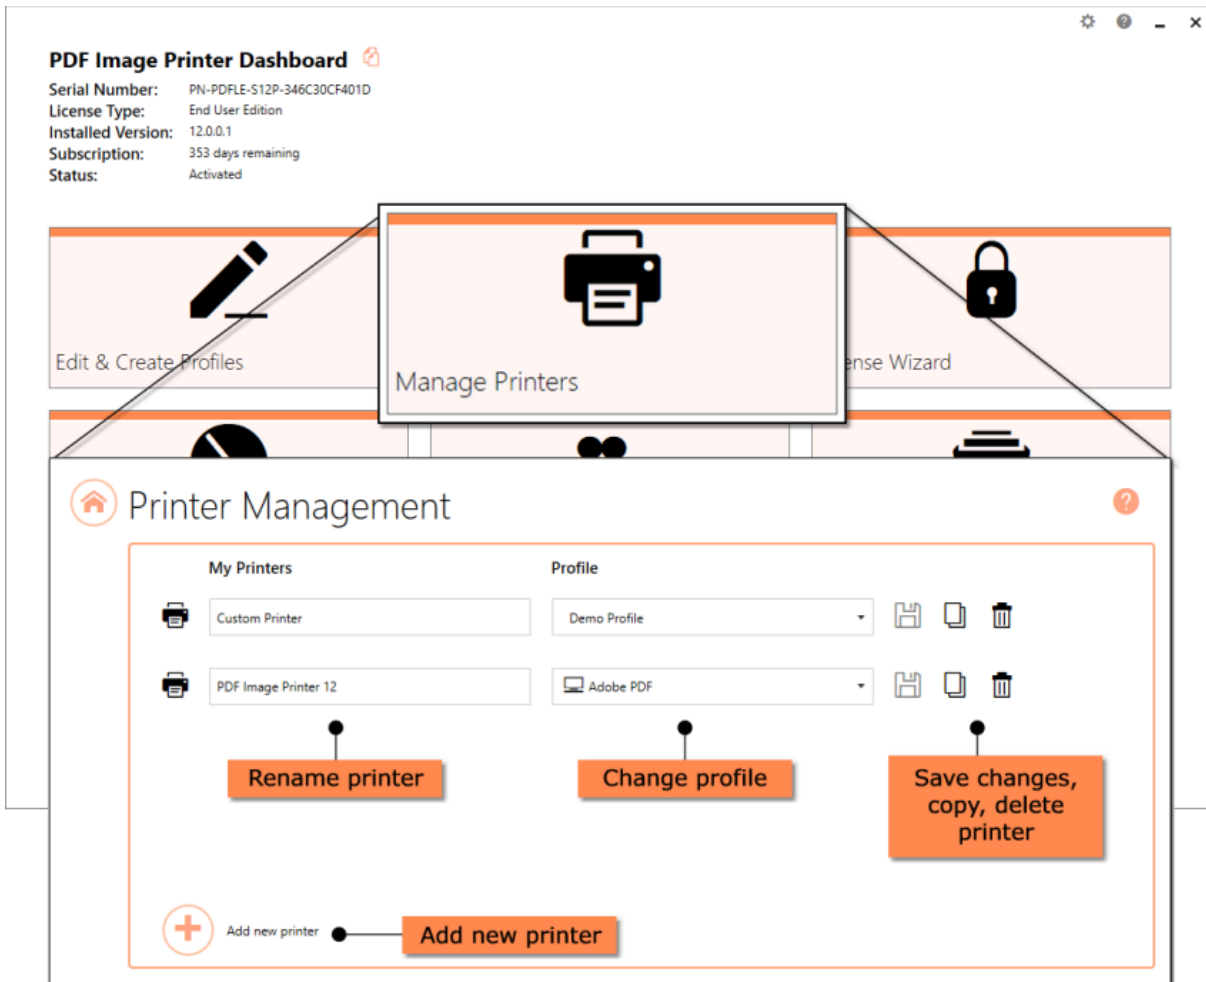 PDF Image Printer Dashboard
Serial Number: PN-PDFLE-S12P-346C30CF401D
License Type: End User Edition
Installed Version: 12.0.0.1
Subscription: 353 days remaining
Status: Activated
Edit & Create Profiles
Manage Printers
ense Wizard
Printer Management
?
My Printers Profile
Custom Printer Demo Profile
PDF Image Printer 12 Adobe PDF
Rename printer
Change profile
Save changes,
copy, delete
printer
Add new printer
Add new printer